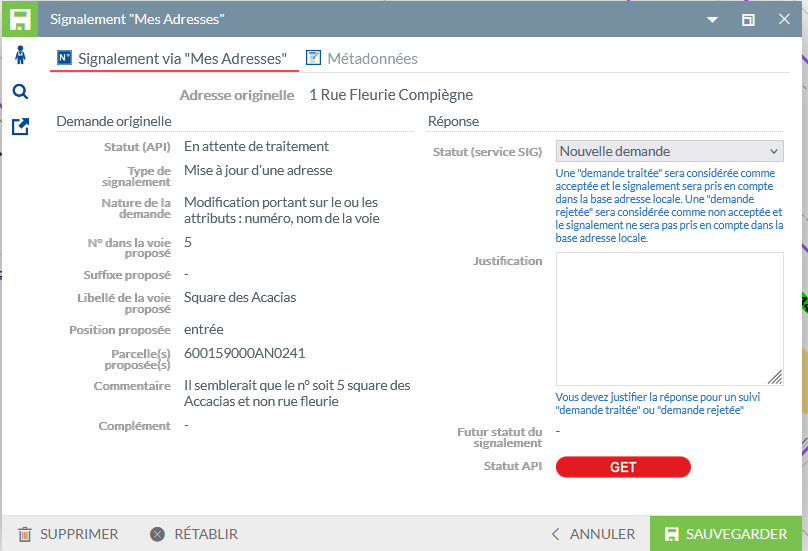 Signalement "Mes Adresses"
N° Signalement via "Mes Adresses"
Métadonnées
Adresse originelle 1 Rue Fleurie Compiègne
Demande originelle
Statut (API) En attente de traitement
Type de signalement Mise à jour d'une adresse
Nature de la demande Modification portant sur le ou les
attributs : numéro, nom de la voie
N° dans la voie proposé 5
Suffixe proposé -
Libellé de la voie proposé Square des Acacias
Position proposée entrée
Parcelle(s) proposée(s) 600159000AN0241
Commentaire Il semblerait que le n° soit 5 square des
Accacias et non rue fleurie
Complément -
Réponse
Statut (service SIG) Nouvelle demande
Une "demande traitée" sera considérée comme
acceptée et le signalement sera pris en compte
dans la base adresse locale. Une "demande
rejetée" sera considérée comme non acceptée et
le signalement ne sera pas pris en compte dans la
base adresse locale.
Justification
Vous devez justifier la réponse pour un suivi
"demande traitée" ou "demande rejetée"
Futur statut du signalement -
Statut API GET
SUPPRIMER
RÉTABLIR
ANNULER
SAUVEGARDER